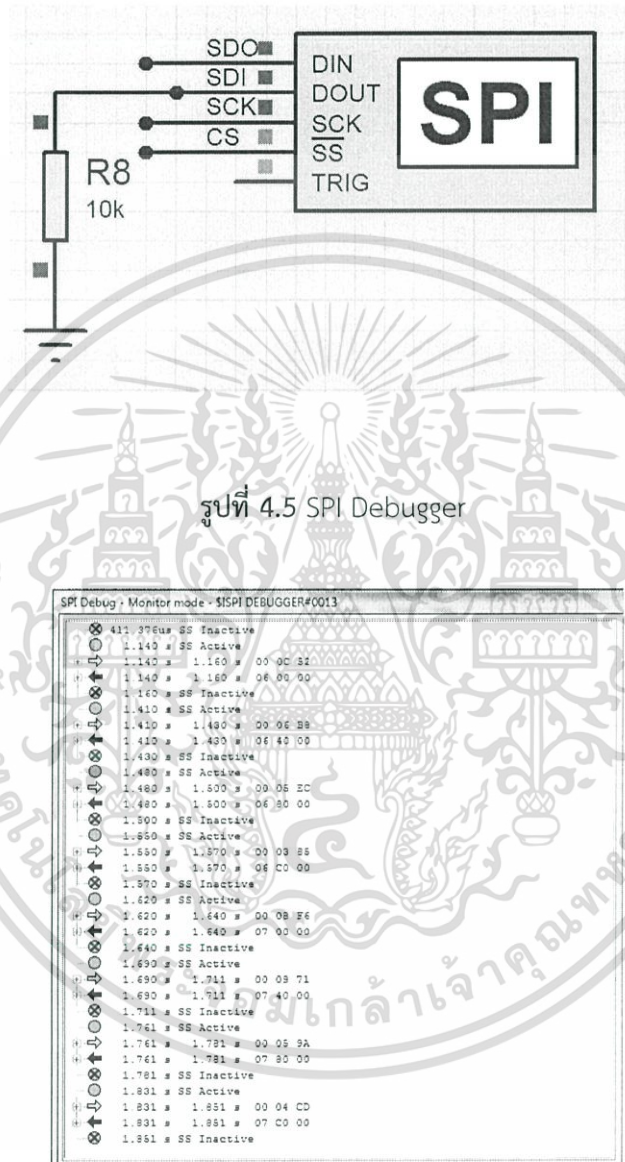 SDO
SDI
SCK
CS
DIN
DOUT
SCK
SS
TRIG
SPI
R8
10k
รูปที่ 4.5 SPI Debugger
SPI Debug - Monitor mode - $ISPI DEBUGGER#0013
411.376us SS Inactive
1.140 s SS Active
1.140 s 1.160 s 00 0C 52
1.140 s 1.160 s 06 00 00
1.160 s SS Inactive
1.410 s SS Active
1.410 s 1.430 s 00 06 B8
1.410 s 1.430 s 06 40 00
1.430 s SS Inactive
1.480 s SS Active
1.480 s 1.500 s 00 05 EC
1.480 s 1.500 s 06 80 00
1.500 s SS Inactive
1.550 s SS Active
1.550 s 1.570 s 00 03 85
1.550 s 1.570 s 06 C0 00
1.570 s SS Inactive
1.620 s SS Active
1.620 s 1.640 s 00 0B F6
1.620 s 1.640 s 07 00 00
1.640 s SS Inactive
1.690 s SS Active
1.690 s 1.711 s 00 09 71
1.690 s 1.711 s 07 40 00
1.711 s SS Inactive
1.761 s SS Active
1.761 s 1.781 s 00 05 9A
1.761 s 1.781 s 07 80 00
1.781 s SS Inactive
1.831 s SS Active
1.831 s 1.851 s 00 04 CD
1.831 s 1.851 s 07 C0 00
1.851 s SS Inactive